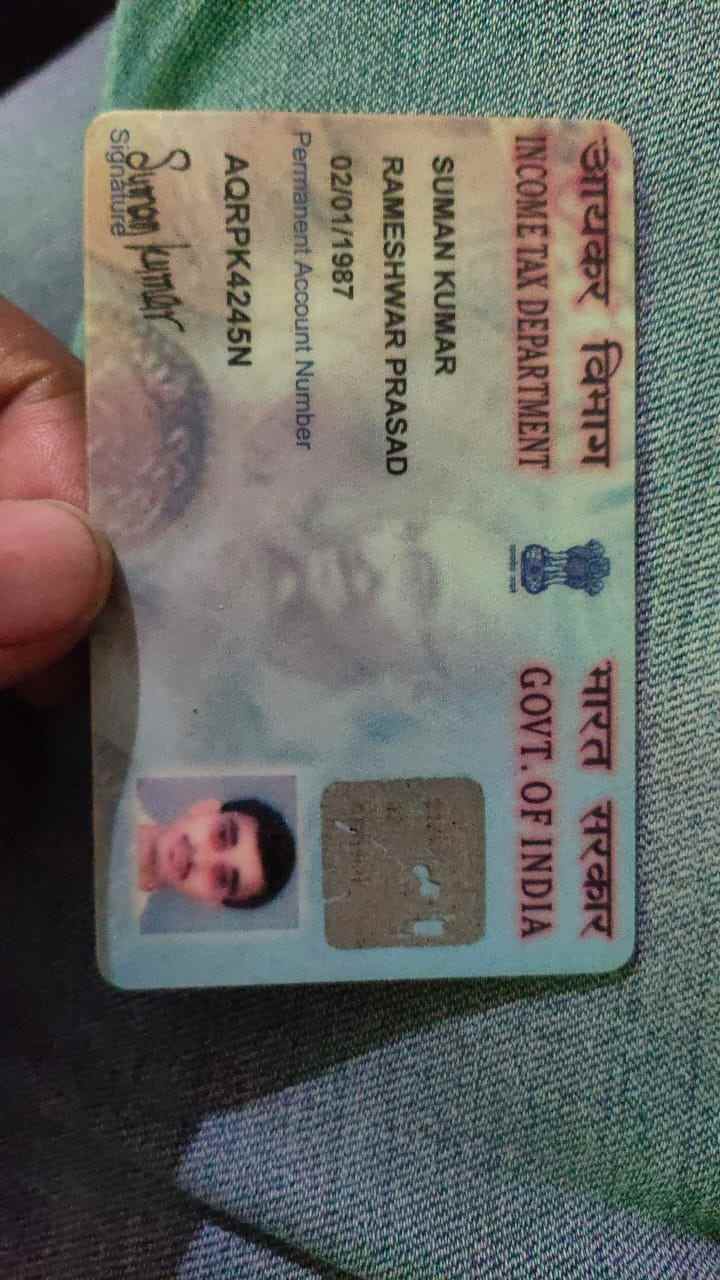 आयकर विभाग
INCOME TAX DEPARTMENT
भारत सरकार
GOVT. OF INDIA
SUMAN KUMAR
RAMESHWAR PRASAD
02/01/1987
Permanent Account Number
AQRPK4245N
Suman Kumar
Signature